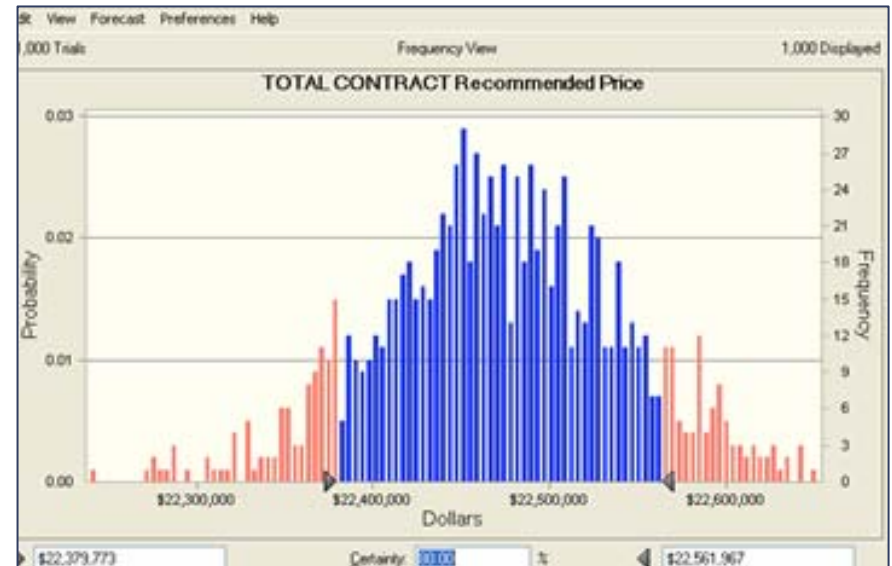 View Forecast Preferences Help
,000 Trials Frequency View 1,000 Displayed
TOTAL CONTRACT Recommended Price
0.03 30
27
24
0.02 21
18
15
0.01 12
9
6
3
0.00 0
Probability
Frequency
$22,300,000 $22,400,000 $22,500,000 $22,600,000
Dollars
$22,379,773 Certainty: % $22,561,967